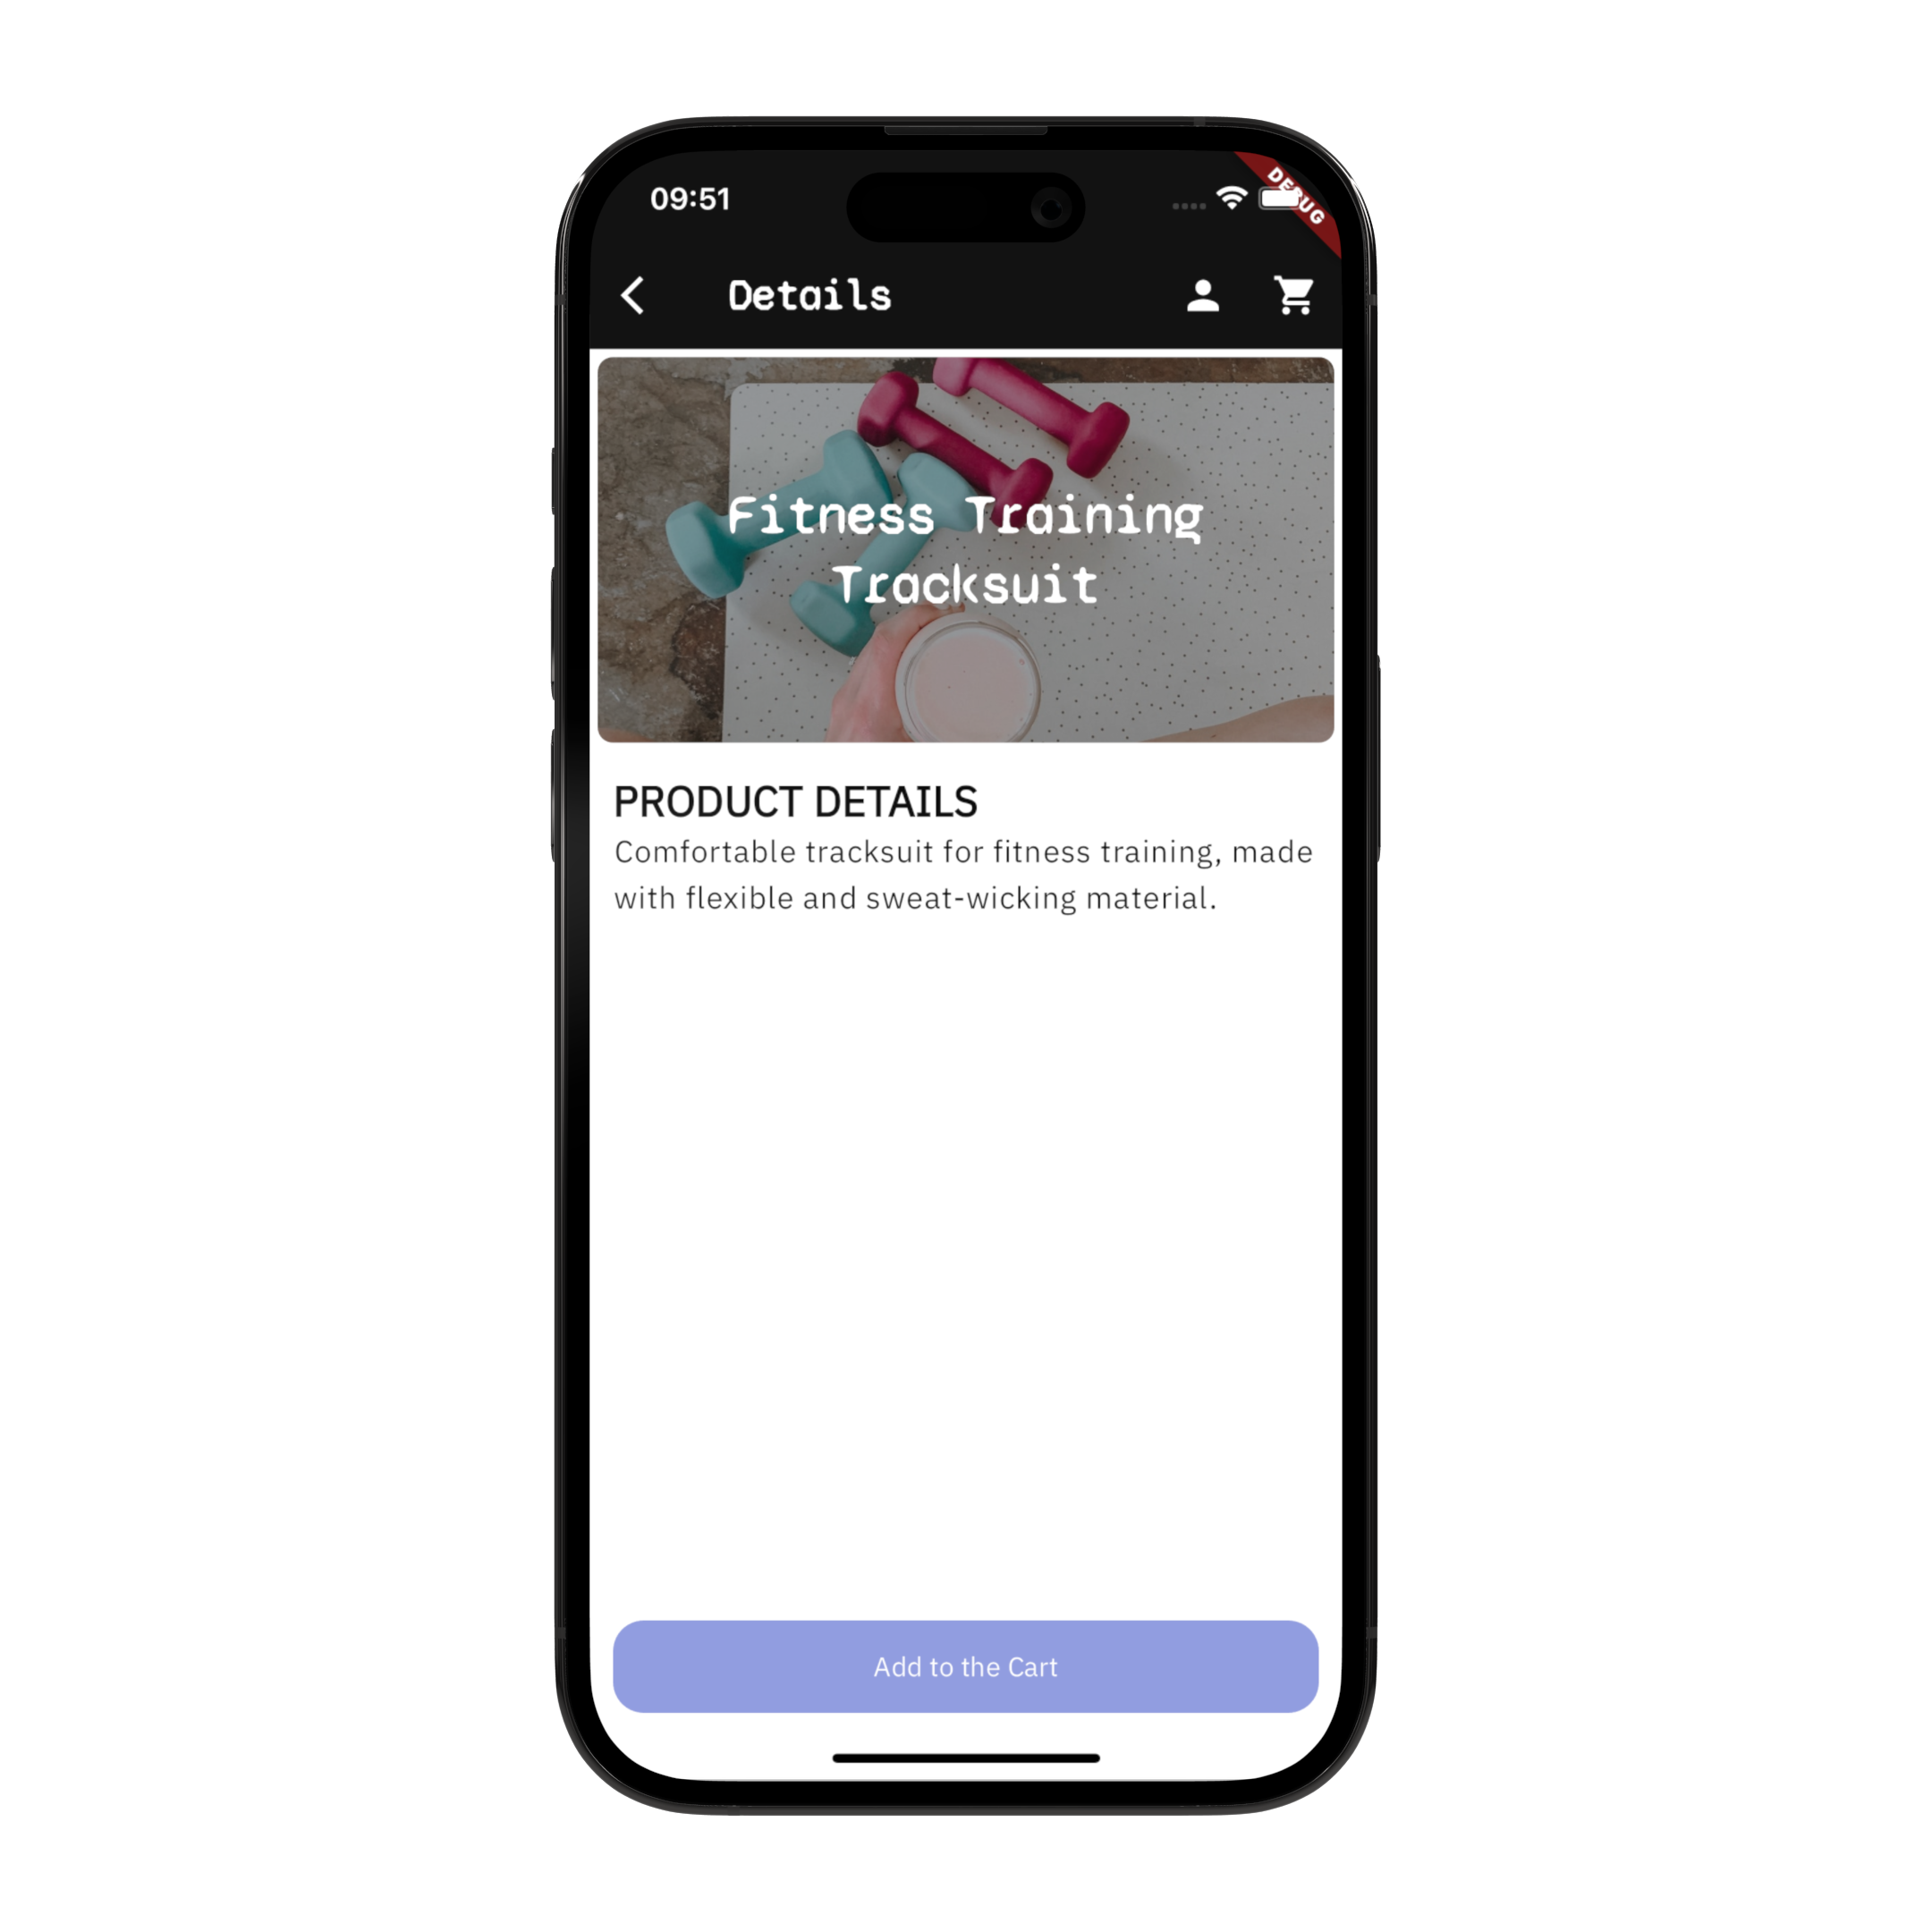 09:51
DEBUG
Details
Fitness Training
Tracksuit
PRODUCT DETAILS
Comfortable tracksuit for fitness training, made
with flexible and sweat-wicking material.
Add to the Cart